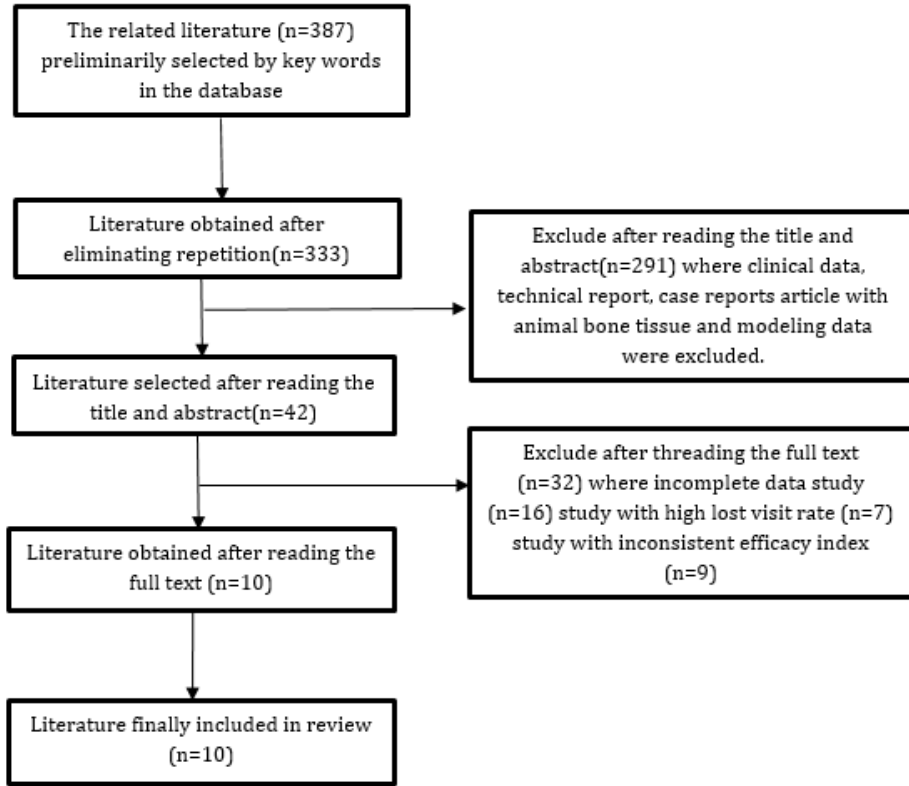 The related literature (n=387)
preliminarily selected by key words
in the database
Literature obtained after
eliminating repetition(n=333)
Exclude after reading the title and
abstract(n=291) where clinical data,
technical report, case reports article with
animal bone tissue and modeling data
were excluded.
Literature selected after reading the
title and abstract(n=42)
Exclude after threading the full text
(n=32) where incomplete data study
(n=16) study with high lost visit rate (n=7)
study with inconsistent efficacy index
(n=9)
Literature obtained after reading the
full text (n=10)
Literature finally included in review
(n=10)